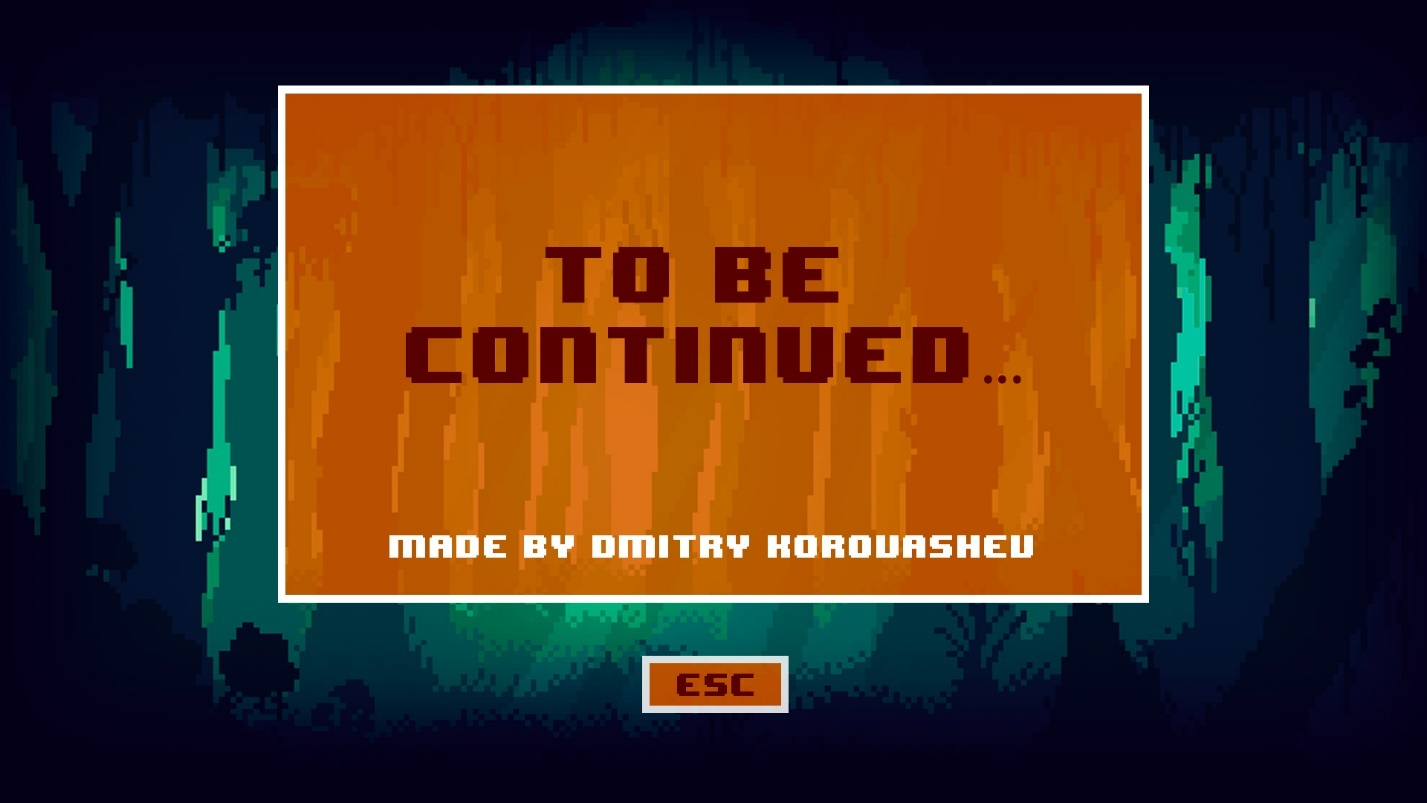 TO BE
CONTINUED...
MADE BY DMITRY KOROVASHEV
ESC